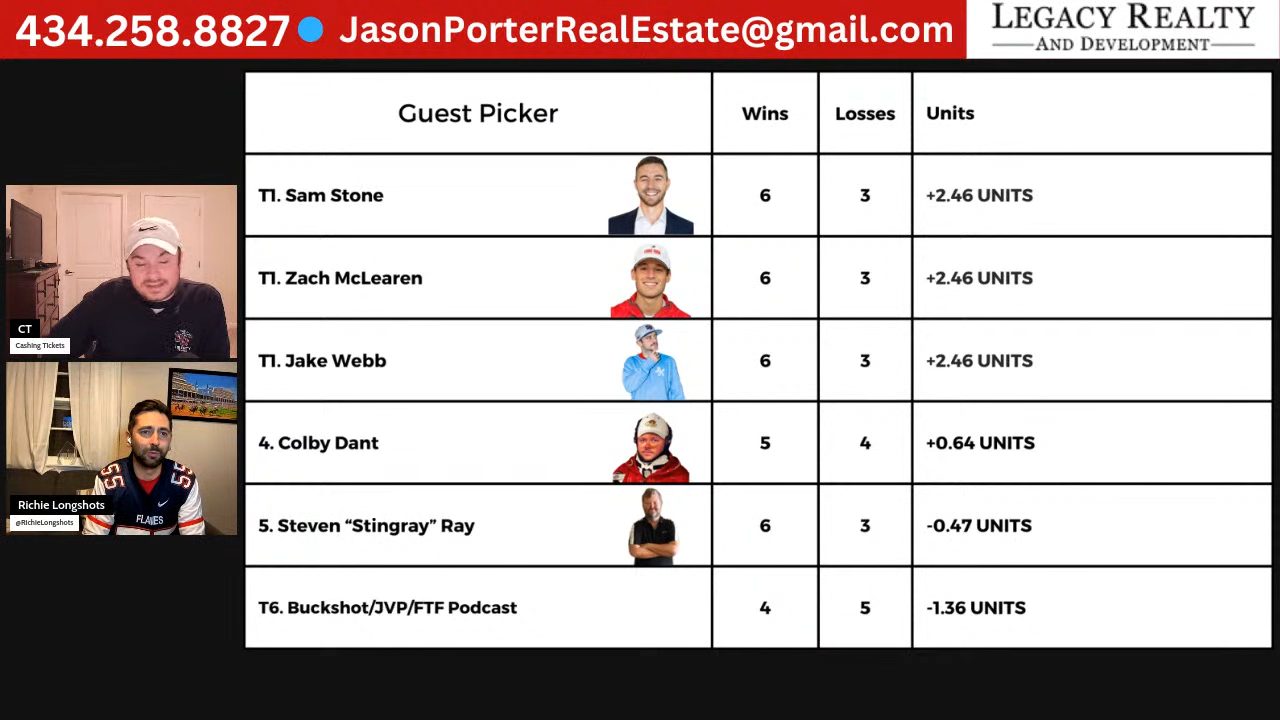 434.258.8827 JasonPorterRealEstate@gmail.com
LEGACY REALTY
AND DEVELOPMENT
Guest Picker Wins Losses Units
T1. Sam Stone 6 3 +2.46 UNITS
T1. Zach McLearen 6 3 +2.46 UNITS
T1. Jake Webb 6 3 +2.46 UNITS
4. Colby Dant 5 4 +0.64 UNITS
5. Steven “Stingray” Ray 6 3 -0.47 UNITS
T6. Buckshot/JVP/FTF Podcast 4 5 -1.36 UNITS
CT
Cashing Tickets
55 55
FLAMES
Richie Longshots
@RichieLongshots